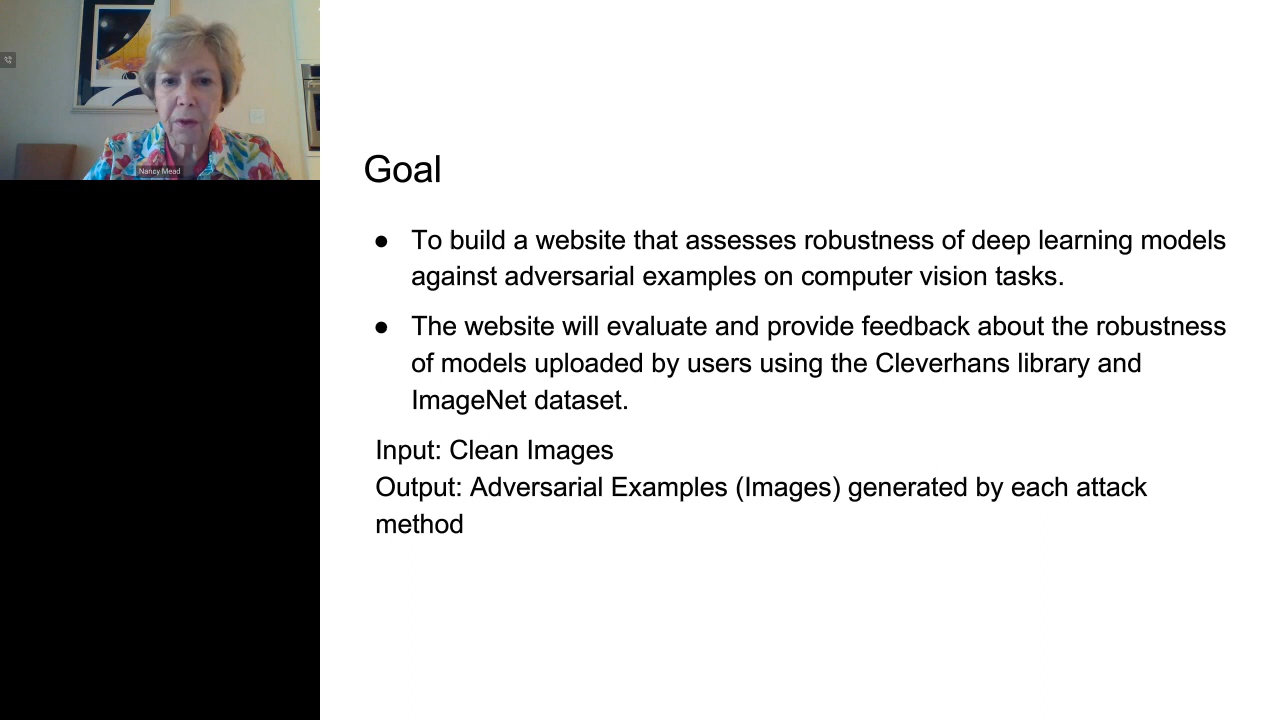 Nancy Mead
Goal
● To build a website that assesses robustness of deep learning models
against adversarial examples on computer vision tasks.
● The website will evaluate and provide feedback about the robustness
of models uploaded by users using the Cleverhans library and
ImageNet dataset.
Input: Clean Images
Output: Adversarial Examples (Images) generated by each attack
method